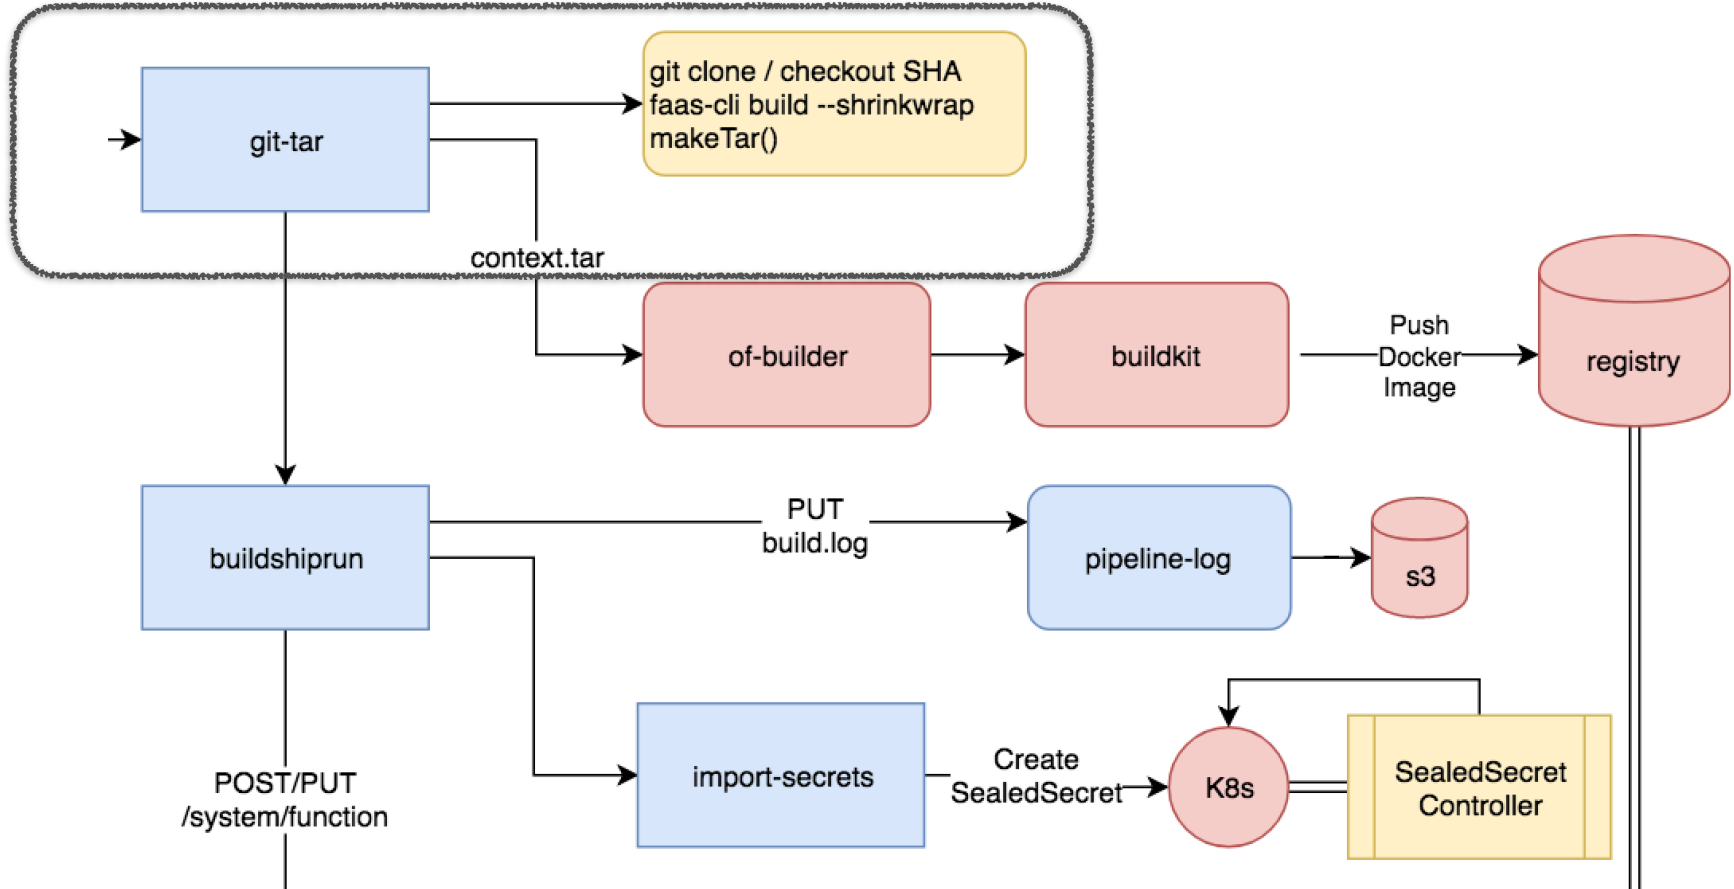 git-tar
git clone / checkout SHA
faas-cli build --shrinkwrap
makeTar()
context.tar
of-builder
buildkit
Push
Docker
Image
registry
buildshiprun
PUT
build.log
pipeline-log
s3
POST/PUT
/system/function
import-secrets
Create
SealedSecret
K8s
SealedSecret
Controller